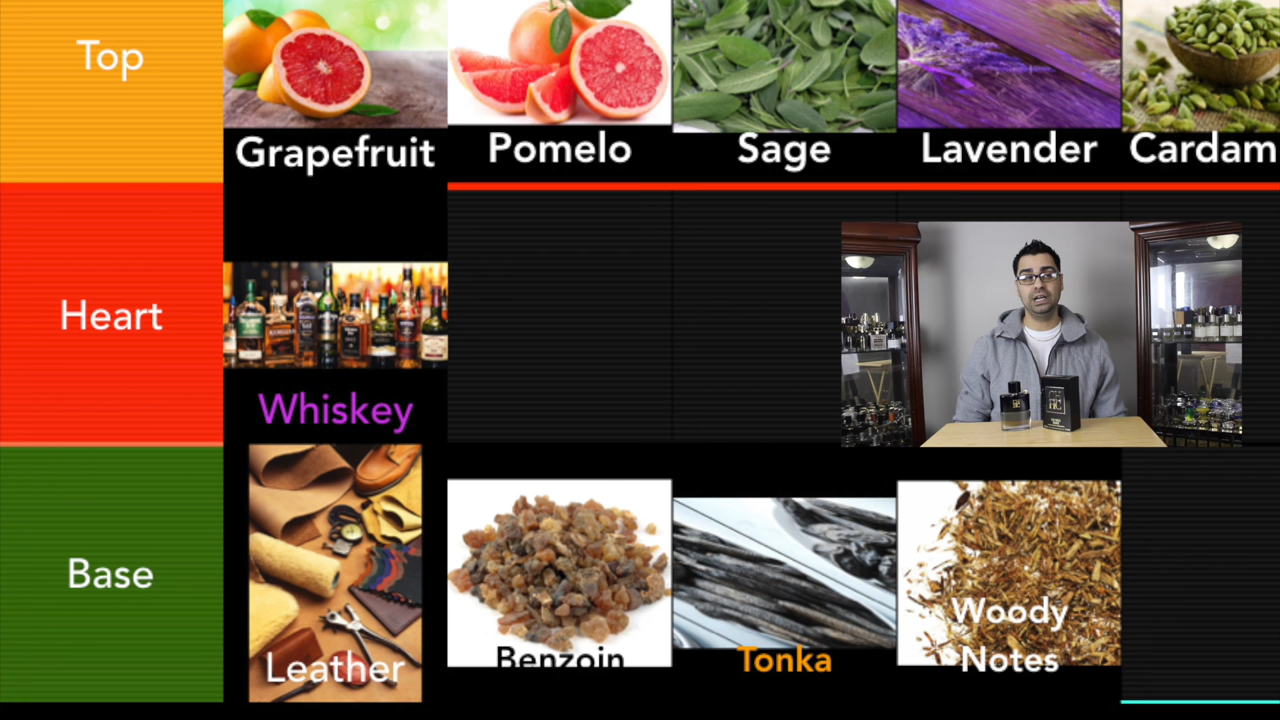 Top
Grapefruit
Pomelo
Sage
Lavender
Cardam
Heart
Whiskey
Base
Leather
Benzoin
Tonka
Woody
Notes